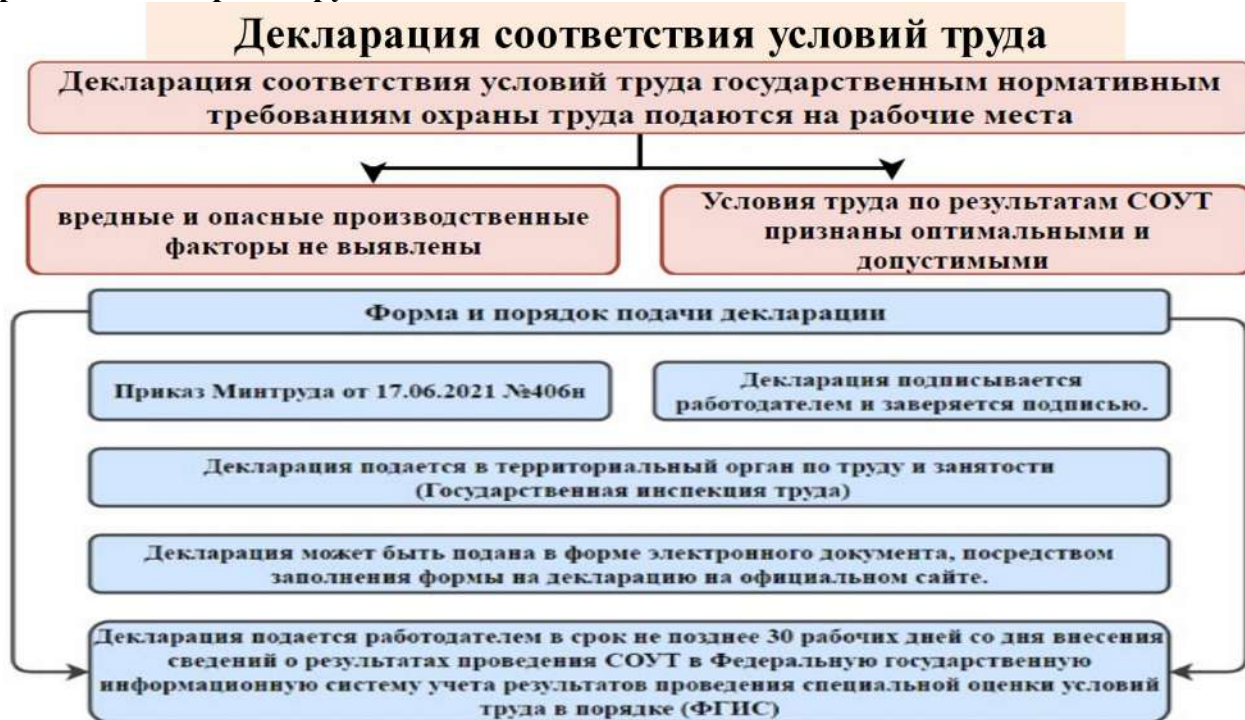 Декларация соответствия условий труда
Декларация соответствия условий труда государственным нормативным
требованиям охраны труда подаются на рабочие места
вредные и опасные производственные
факторы не выявлены
Условия труда по результатам СОУТ
признаны оптимальными и
допустимыми
Форма и порядок подачи декларации
Приказ Минтруда от 17.06.2021 №406н
Декларация подписывается
работодателем и заверяется подписью.
Декларация подается в территориальный орган по труду и занятости
(Государственная инспекция труда)
Декларация может быть подана в форме электронного документа, посредством
заполнения формы на декларацию на официальном сайте.
Декларация подается работодателем в срок не позднее 30 рабочих дней со дня внесения
сведений о результатах проведения СОУТ в Федеральную государственную
информационную систему учета результатов проведения специальной оценки условий
труда в порядке (ФГИС)